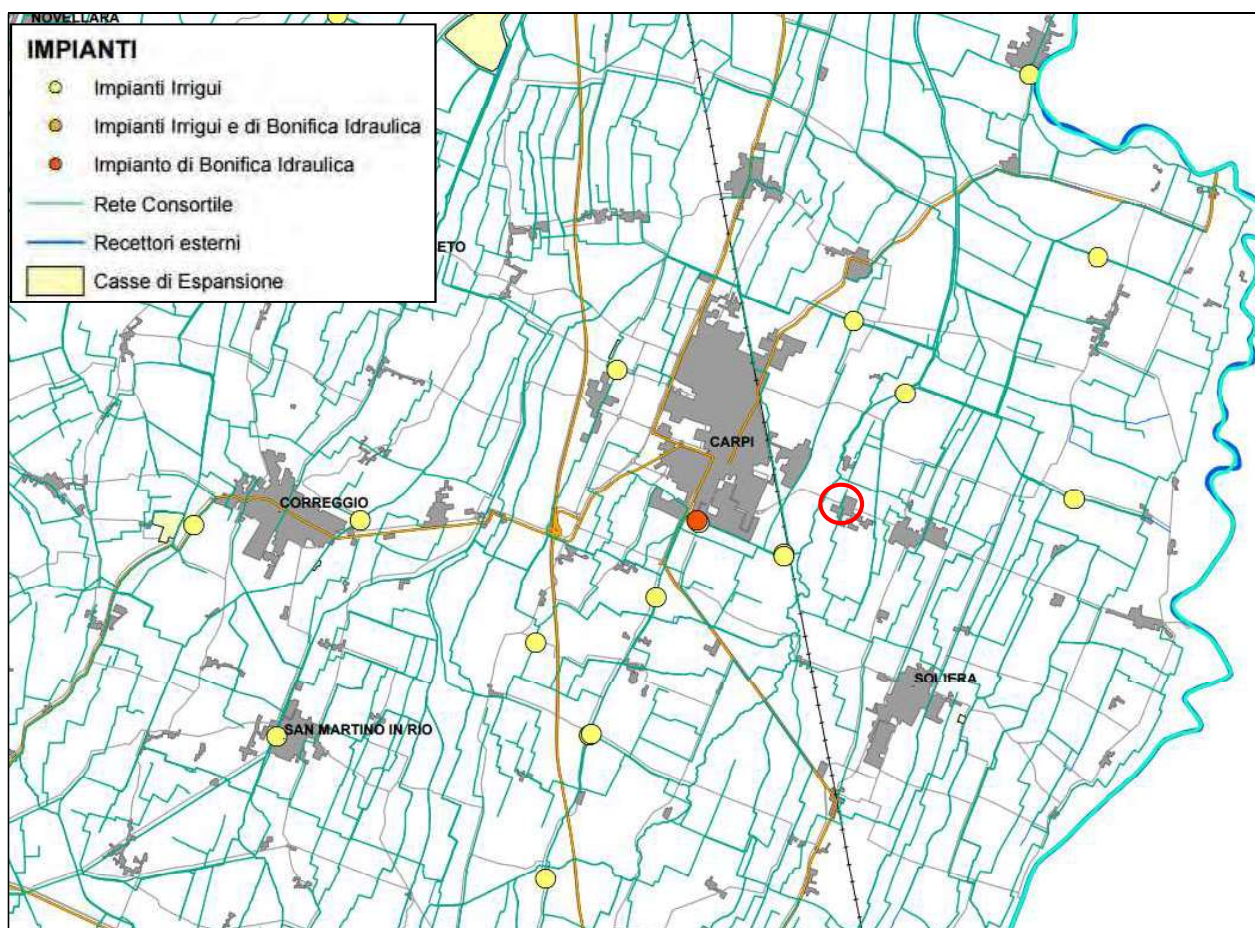 NOVELLARA
IMPIANTI
Impianti Irrigui
Impianti Irrigui e di Bonifica Idraulica
Impianto di Bonifica Idraulica
Rete Consortile
Recettori esterni
Casse di Espansione
ETO
CARPI
CORREGGIO
SOLIERA
SAN MARTINO IN RIO